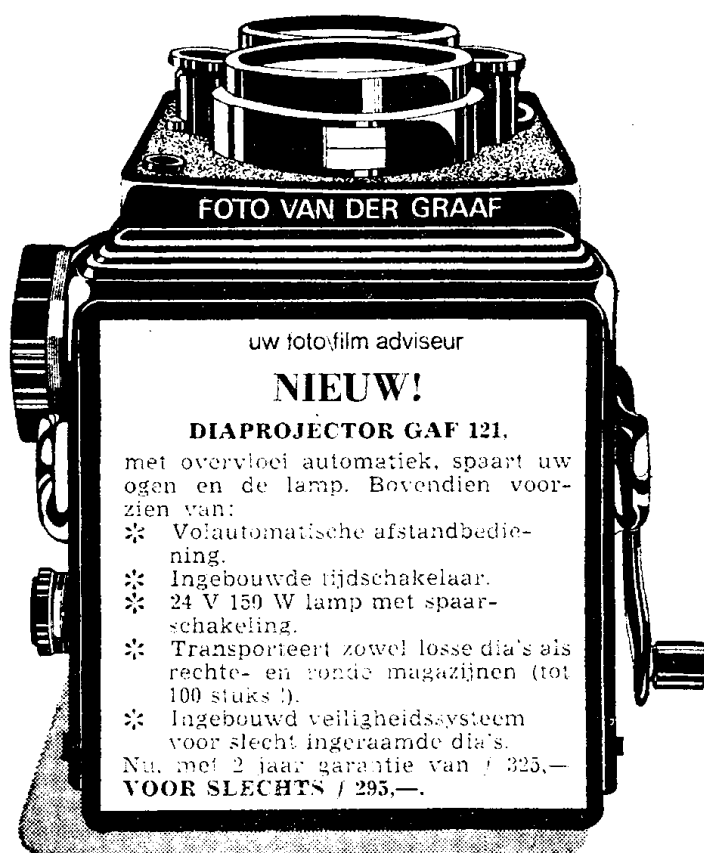 FOTO VAN DER GRAAF
uw foto\film adviseur
NIEUW!
DIAPROJECTOR GAF 121,
met overvloei automatiek, spaart uw
ogen en de lamp. Bovendien voor-
zien van:
✻ Volautomatische afstandbedie-
ning.
✻ Ingebouwde tijdschakelaar.
✻ 24 V 150 W lamp met spaar-
schakeling.
✻ Transporteert zowel losse dia's als
rechte- en ronde magazijnen (tot
100 stuks !).
✻ Ingebouwd veiligheidssysteem
voor slecht ingeraamde dia's.
Nu, met 2 jaar garantie van ƒ 325,—
VOOR SLECHTS ƒ 295,—.